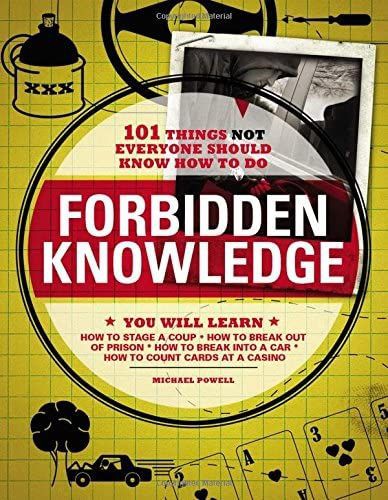 XXX
101 THINGS NOT
EVERYONE SHOULD
KNOW HOW TO DO
FORBIDDEN
KNOWLEDGE
★ YOU WILL LEARN ★
HOW TO STAGE A COUP * HOW TO BREAK OUT
OF PRISON * HOW TO BREAK INTO A CAR *
HOW TO COUNT CARDS AT A CASINO
MICHAEL POWELL
A